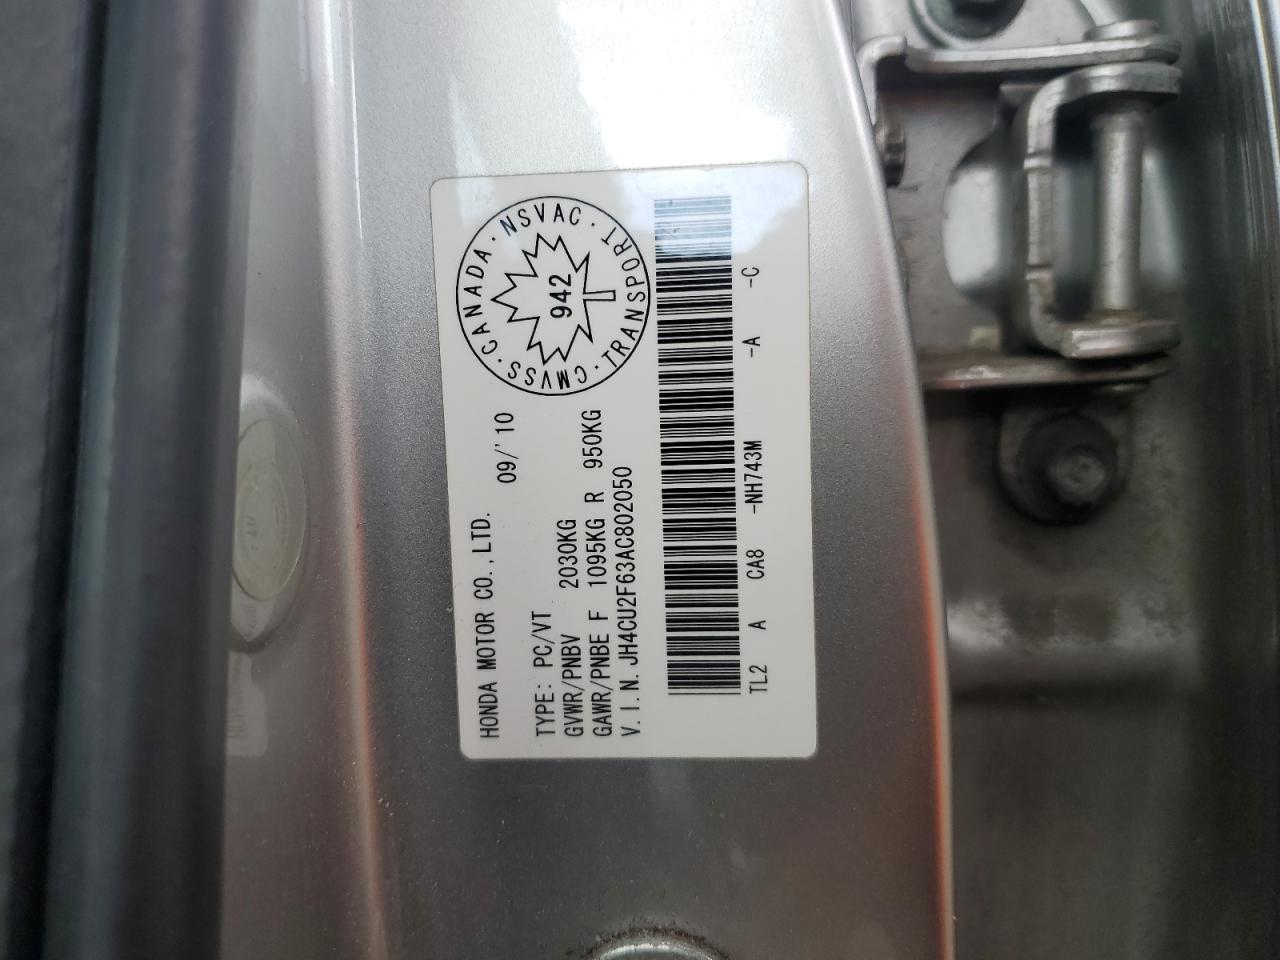 HONDA MOTOR CO.,LTD. 09/'10
CMVSS · CANADA · NSVAC · TRANSPORT ·
942
TYPE: PC/VT
GVWR/PNBV 2030KG
GAWR/PNBE F 1095KG R 950KG
V.I.N. JH4CU2F63AC802050
TL2 A CA8 -NH743M -A -C